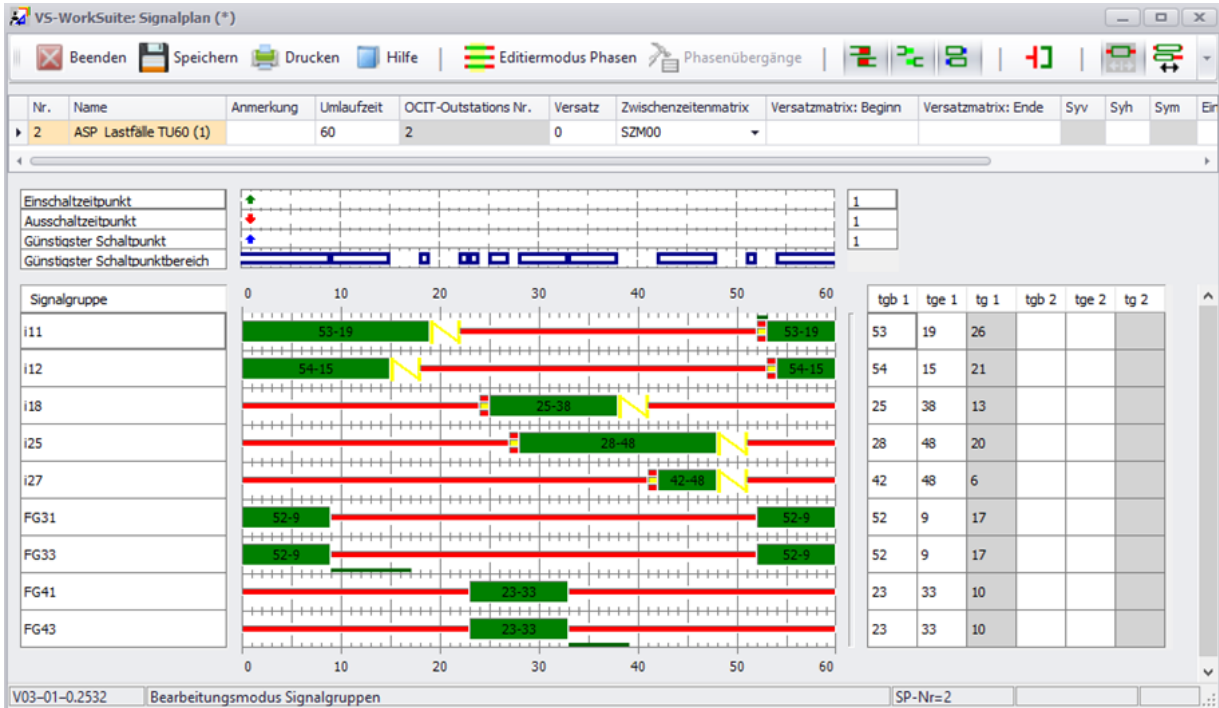 VS-WorkSuite: Signalplan (*)
Beenden Speichern Drucken Hilfe Editiermodus Phasen Phasenübergänge
Nr. Name Anmerkung Umlaufzeit OCIT-Outstations Nr. Versatz Zwischenzeitenmatrix Versatzmatrix: Beginn Versatzmatrix: Ende Syv Syh Sym Ein
2 ASP Lastfälle TU60 (1) 60 2 0 SZM00
Einschaltzeitpunkt 1
Ausschaltzeitpunkt 1
Günstigster Schaltpunkt 1
Günstigster Schaltpunktbereich
Signalgruppe 0 10 20 30 40 50 60 tgb 1 tge 1 tg 1 tgb 2 tge 2 tg 2
i11 53-19 53-19 53 19 26
i12 54-15 54-15 54 15 21
i18 25-38 25 38 13
i25 28-48 28 48 20
i27 42-48 42 48 6
FG31 52-9 52-9 52 9 17
FG33 52-9 52-9 52 9 17
FG41 23-33 23 33 10
FG43 23-33 23 33 10
0 10 20 30 40 50 60
V03-01-0.2532 Bearbeitungsmodus Signalgruppen SP-Nr=2